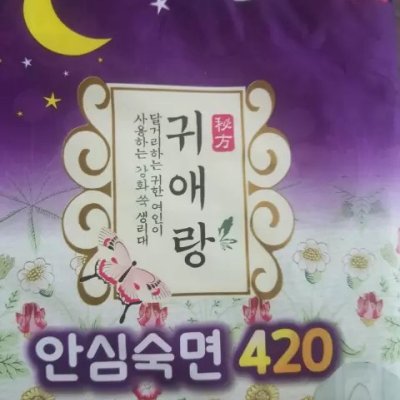 秘方
귀애랑
달거리하는 귀한 여인이
사용하는 강화 쑥 생리대
안심숙면 420